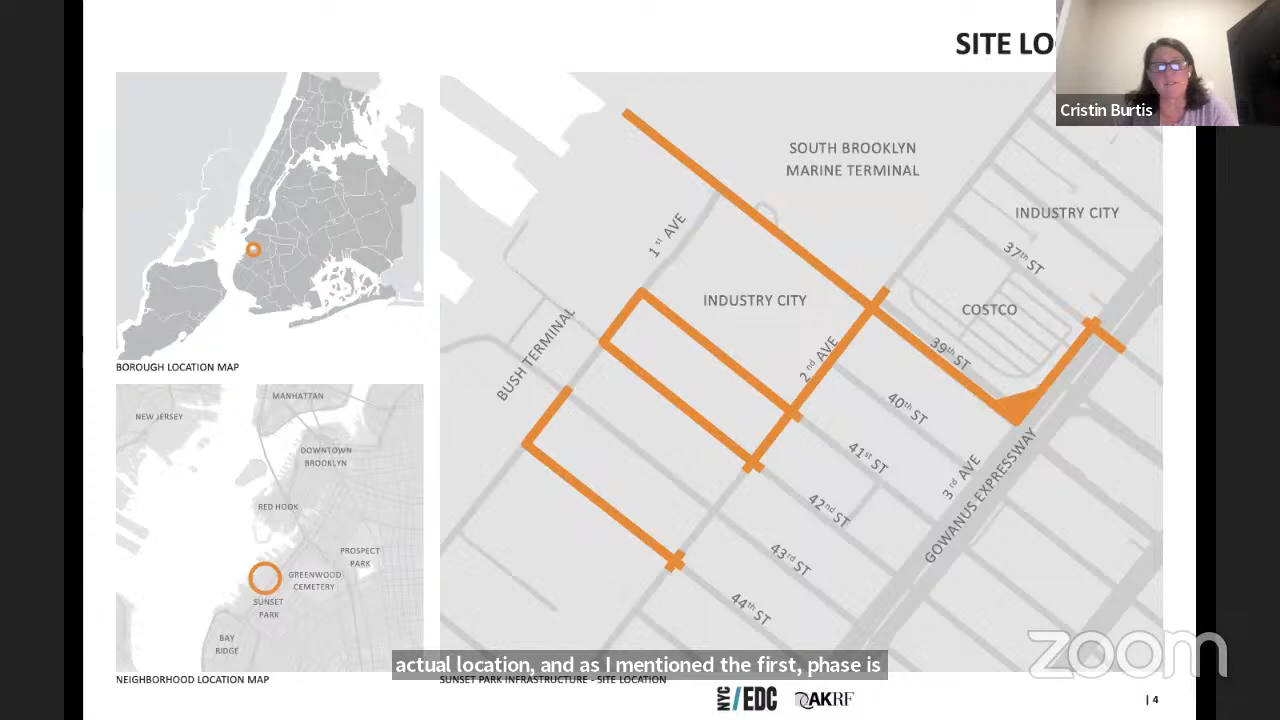 SITE LO
Cristin Burtis
BOROUGH LOCATION MAP
NEW JERSEY
MANHATTAN
DOWNTOWN
BROOKLYN
RED HOOK
PROSPECT
PARK
GREENWOOD
CEMETERY
SUNSET
PARK
BAY
RIDGE
NEIGHBORHOOD LOCATION MAP
SOUTH BROOKLYN
MARINE TERMINAL
INDUSTRY CITY
1st AVE
37th ST
INDUSTRY CITY
COSTCO
BUSH TERMINAL
2nd AVE
39th ST
40th ST
41st ST
3rd AVE
GOWANUS EXPRESSWAY
42nd ST
43rd ST
44th ST
zoom
actual location, and as I mentioned the first, phase is
SUNSET PARK INFRASTRUCTURE - SITE LOCATION
NYC/EDC
AKRF
| 4